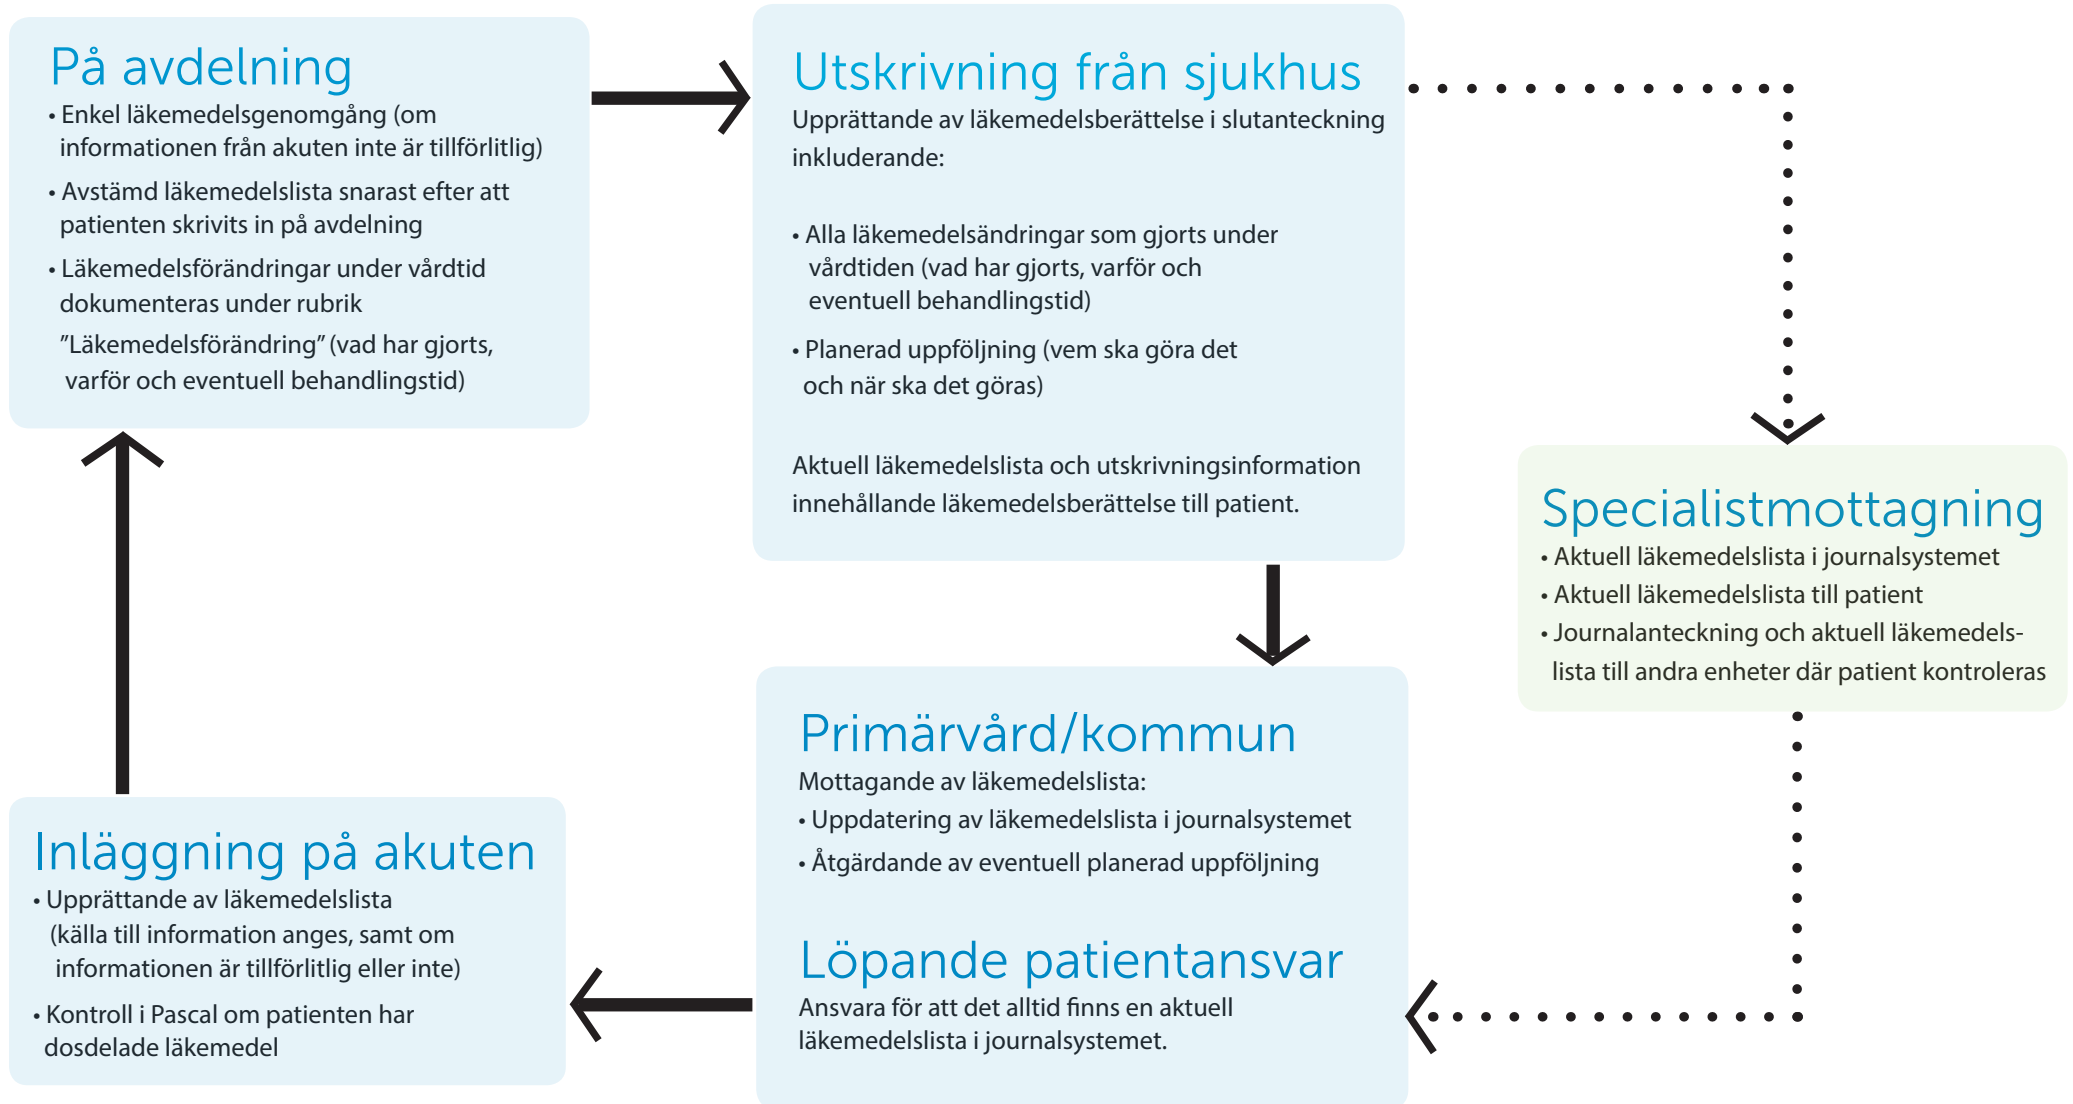 På avdelning
• Enkel läkemedelsgenomgång (om
informationen från akuten inte är tillförlitlig)
• Avstämd läkemedelslista snarast efter att
patienten skrivits in på avdelning
• Läkemedelsförändringar under vårdtid
dokumenteras under rubrik
”Läkemedelsförändring” (vad har gjorts,
varför och eventuell behandlingstid)
Utskrivning från sjukhus
Upprättande av läkemedelsberättelse i slutanteckning
inkluderande:
• Alla läkemedelsändringar som gjorts under
vårdtiden (vad har gjorts, varför och
eventuell behandlingstid)
• Planerad uppföljning (vem ska göra det
och när ska det göras)
Aktuell läkemedelslista och utskrivningsinformation
innehållande läkemedelsberättelse till patient.
Specialistmottagning
• Aktuell läkemedelslista i journalsystemet
• Aktuell läkemedelslista till patient
• Journalanteckning och aktuell läkemedels-
lista till andra enheter där patient kontroleras
Primärvård/kommun
Mottagande av läkemedelslista:
• Uppdatering av läkemedelslista i journalsystemet
• Åtgärdande av eventuell planerad uppföljning
Löpande patientansvar
Ansvara för att det alltid finns en aktuell
läkemedelslista i journalsystemet.
Inläggning på akuten
• Upprättande av läkemedelslista
(källa till information anges, samt om
informationen är tillförlitlig eller inte)
• Kontroll i Pascal om patienten har
dosdelade läkemedel